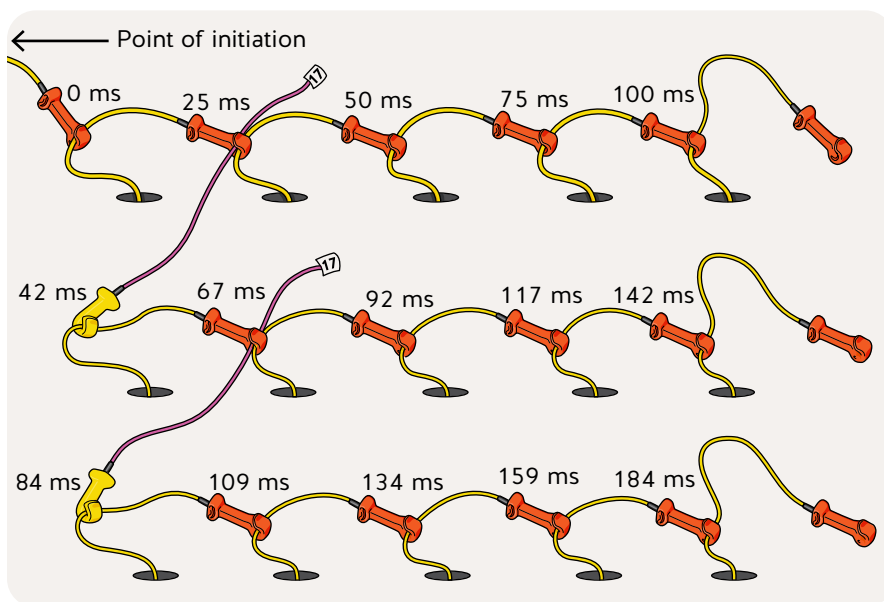 Point of initiation
17
0 ms
25 ms
50 ms
75 ms
100 ms
17
42 ms
67 ms
92 ms
117 ms
142 ms
84 ms
109 ms
134 ms
159 ms
184 ms